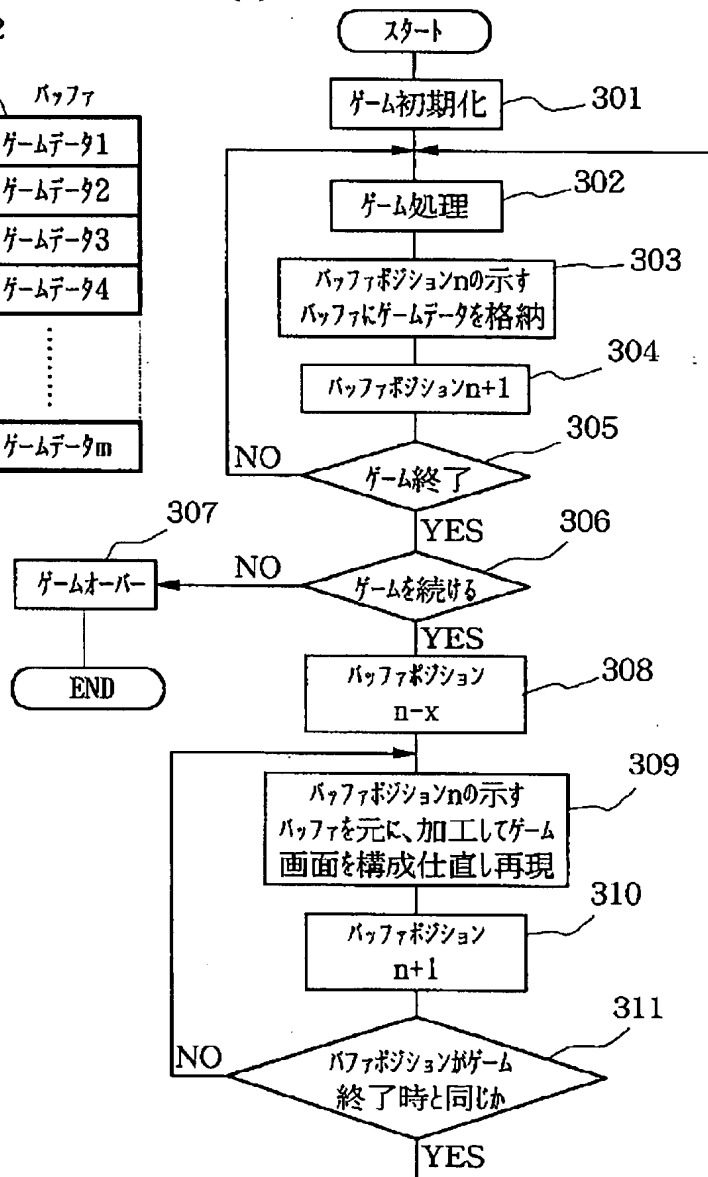 2
バッファ
ゲームデータ1
ゲームデータ2
ゲームデータ3
ゲームデータ4
ゲームデータm
スタート
ゲーム初期化
301
ゲーム処理
302
バッファポジションnの示す
バッファにゲームデータを格納
303
バッファポジションn+1
304
ゲーム終了
305
NO
YES
ゲームを続ける
306
NO
307
ゲームオーバー
END
YES
バッファポジション
n-x
308
バッファポジションnの示す
バッファを元に、加工してゲーム
画面を構成仕直し再現
309
バッファポジション
n+1
310
バファポジションがゲーム
終了時と同じか
311
NO
YES